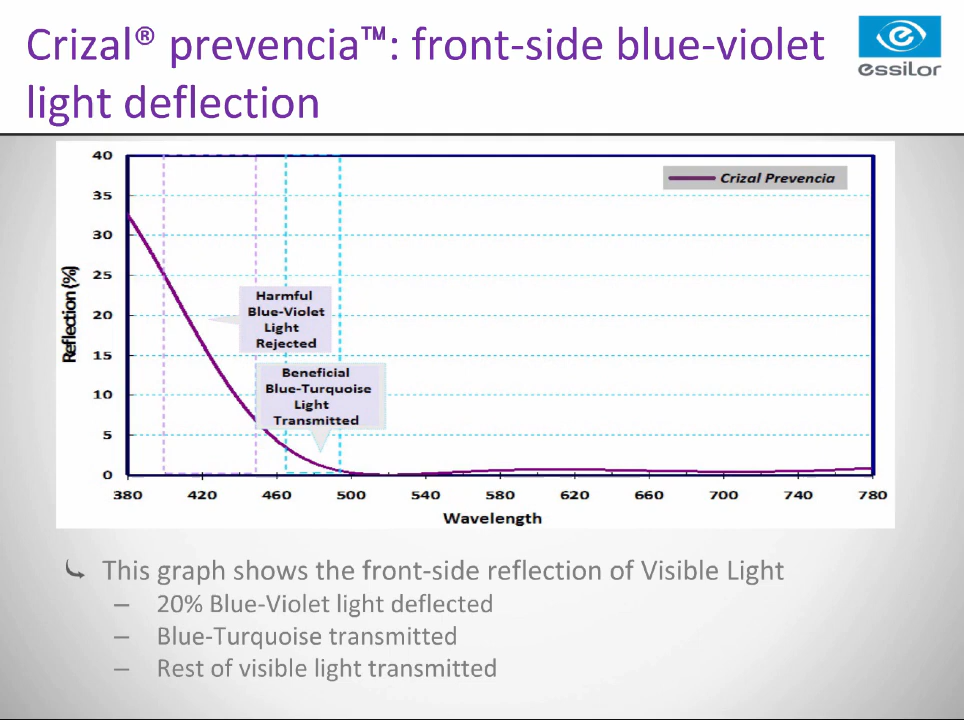 Crizal® prevencia™: front-side blue-violet
light deflection
essilor
40
35
30
25
20
15
10
5
0
Reflection (%)
Crizal Prevencia
Harmful
Blue-Violet
Light
Rejected
Beneficial
Blue-Turquoise
Light
Transmitted
380 420 460 500 540 580 620 660 700 740 780
Wavelength
This graph shows the front-side reflection of Visible Light
– 20% Blue-Violet light deflected
– Blue-Turquoise transmitted
– Rest of visible light transmitted